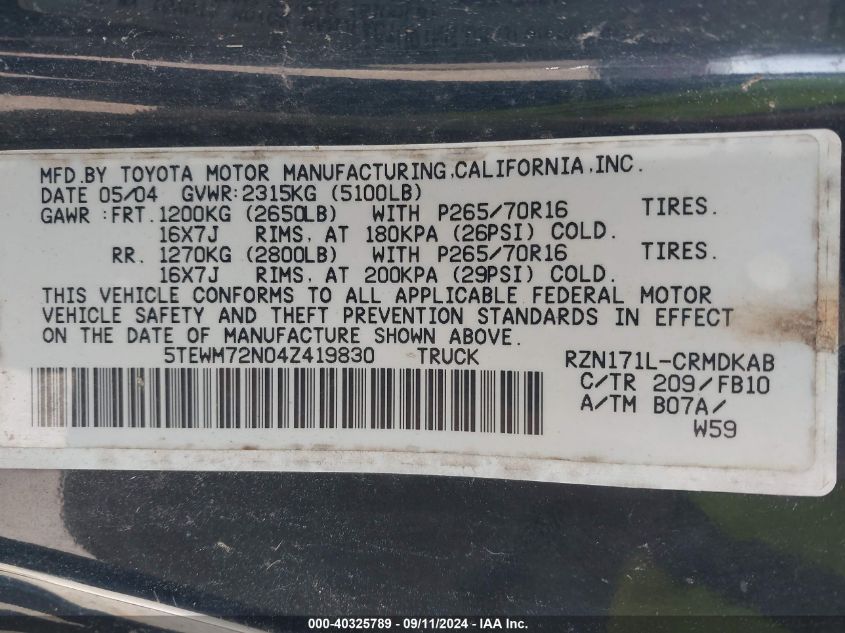 MFD.BY TOYOTA MOTOR MANUFACTURING,CALIFORNIA,INC.
DATE 05/04 GVWR:2315KG (5100LB)
GAWR :FRT.1200KG (2650LB) WITH P265/70R16 TIRES.
16X7J RIMS, AT 180KPA (26PSI) COLD.
RR. 1270KG (2800LB) WITH P265/70R16 TIRES.
16X7J RIMS, AT 200KPA (29PSI) COLD.
THIS VEHICLE CONFORMS TO ALL APPLICABLE FEDERAL MOTOR
VEHICLE SAFETY AND THEFT PREVENTION STANDARDS IN EFFECT
ON THE DATE OF MANUFACTURE SHOWN ABOVE.
5TEWM72N04Z419830 TRUCK RZN171L-CRMDKAB
C/TR 209/FB10
A/TM B07A/
W59
000-40325789 - 09/11/2024 - IAA Inc.